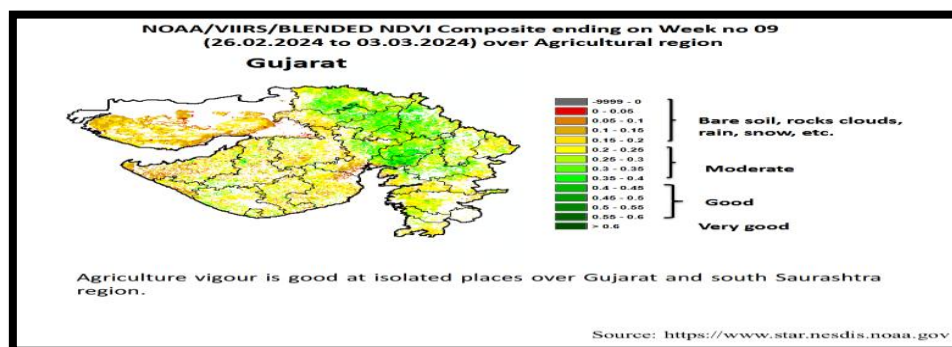 NOAA/VIIRS/BLENDED NDVI Composite ending on Week no 09
(26.02.2024 to 03.03.2024) over Agricultural region
Gujarat
-9999 - 0
0 - 0.05
0.05 - 0.1
0.1 - 0.15
0.15 - 0.2
0.2 - 0.25
0.25 - 0.3
0.3 - 0.35
0.35 - 0.4
0.4 - 0.45
0.45 - 0.5
0.5 - 0.55
0.55 - 0.6
> 0.6
Bare soil, rocks clouds,
rain, snow, etc.
Moderate
Good
Very good
Agriculture vigour is good at isolated places over Gujarat and south Saurashtra
region.
Source: https://www.star.nesdis.noaa.gov